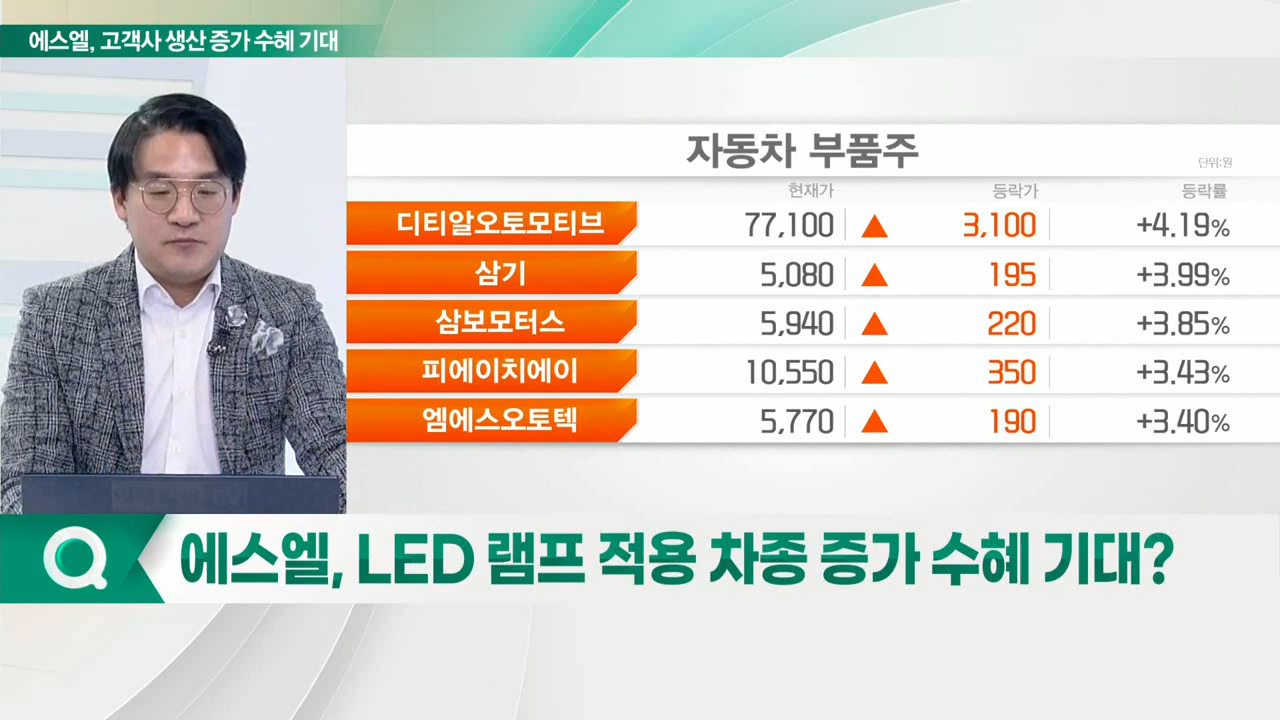 에스엘, 고객사 생산 증가 수혜 기대
자동차 부품주
단위:원
현재가 등락가 등락률
디티알오토모티브 77,100 ▲ 3,100 +4.19%
삼기 5,080 ▲ 195 +3.99%
삼보모터스 5,940 ▲ 220 +3.85%
피에이치에이 10,550 ▲ 350 +3.43%
엠에스오토텍 5,770 ▲ 190 +3.40%
Q 에스엘, LED 램프 적용 차종 증가 수혜 기대?